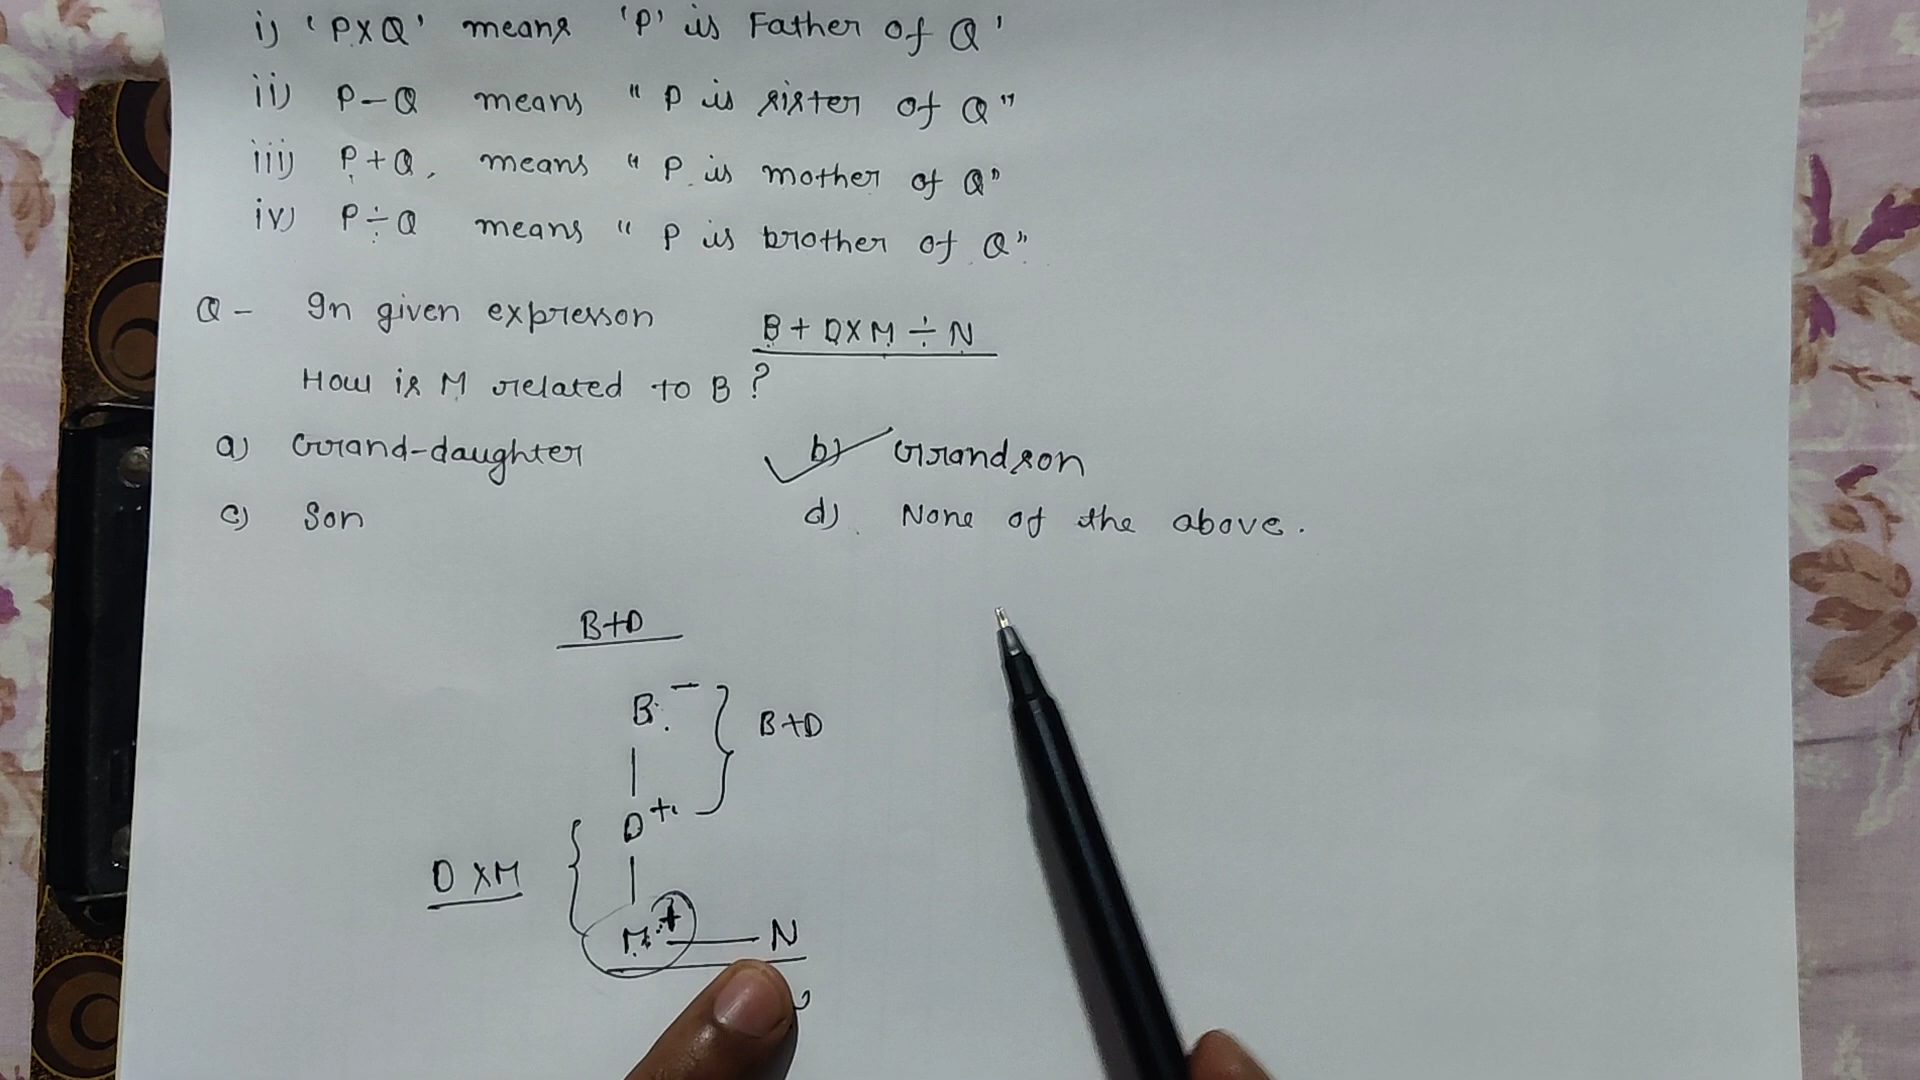 i) 'P×Q' means 'P' is Father of Q'
ii) P-Q means "P is sister of Q"
iii) P+Q, means "P is mother of Q"
iv) P÷Q means "P is brother of Q"
Q- In given expresson B+D×M÷N
How is M related to B?
a) Grand-daughter b) Grandson
c) Son d) None of the above.
B+D
B -
B+D
D +
D×M
M + — N